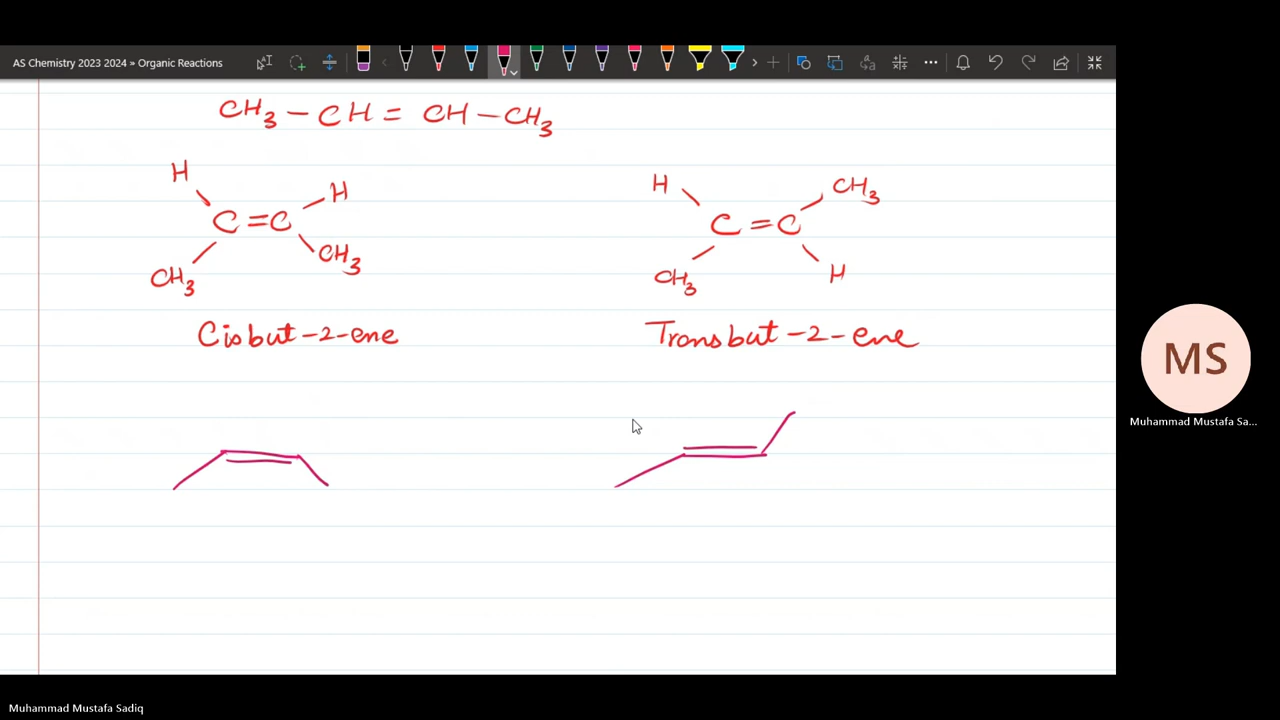 AS Chemistry 2023 2024 » Organic Reactions
CH3 – CH = CH – CH3
H H
C = C
CH3 CH3
H CH3
C = C
CH3 H
Cisbut-2-ene
Transbut-2-ene
MS
Muhammad Mustafa Sa...
Muhammad Mustafa Sadiq